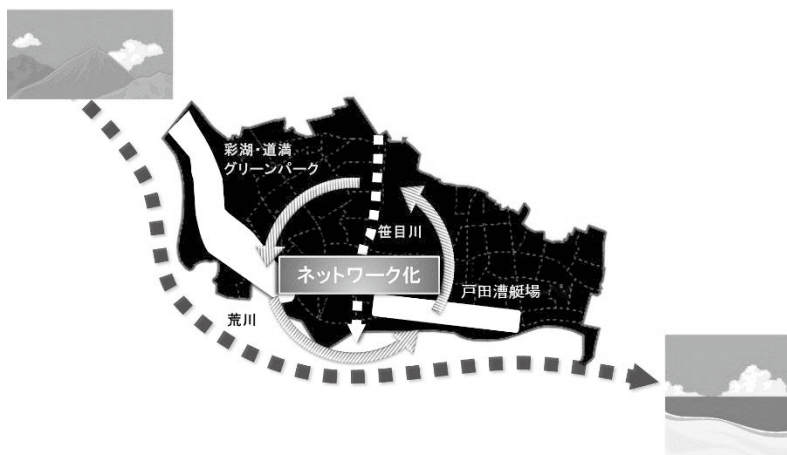 彩湖・道満
グリーンパーク
笹目川
ネットワーク化
戸田漕艇場
荒川